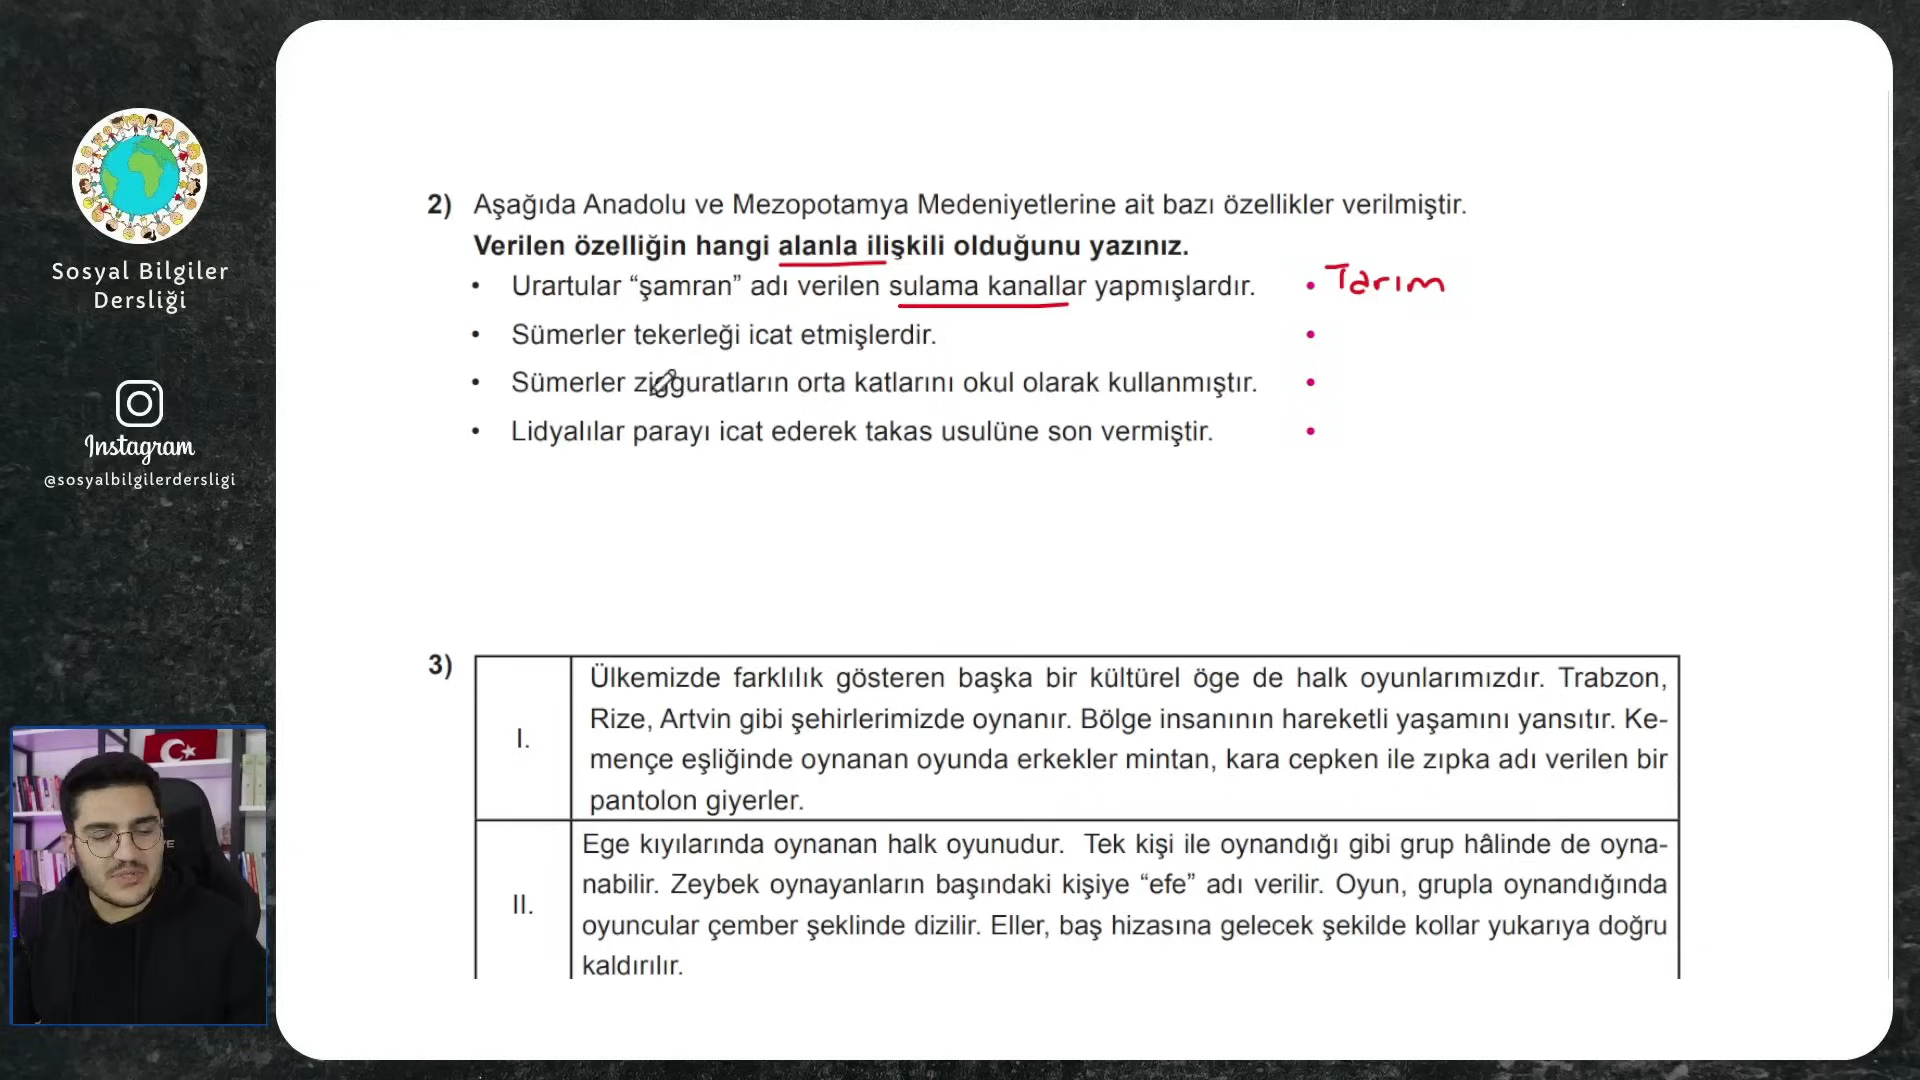 Sosyal Bilgiler
Dersliği
Instagram
@sosyalbilgilerdersligi
2) Aşağıda Anadolu ve Mezopotamya Medeniyetlerine ait bazı özellikler verilmiştir.
Verilen özelliğin hangi alanla ilişkili olduğunu yazınız.
• Urartular “şamran” adı verilen sulama kanallar yapmışlardır. • Tarım
• Sümerler tekerleği icat etmişlerdir. •
• Sümerler zigguratların orta katlarını okul olarak kullanmıştır. •
• Lidyalılar parayı icat ederek takas usulüne son vermiştir. •
3)
I.
Ülkemizde farklılık gösteren başka bir kültürel öge de halk oyunlarımızdır. Trabzon,
Rize, Artvin gibi şehirlerimizde oynanır. Bölge insanının hareketli yaşamını yansıtır. Ke-
mençe eşliğinde oynanan oyunda erkekler mintan, kara cepken ile zıpka adı verilen bir
pantolon giyerler.
II.
Ege kıyılarında oynanan halk oyunudur. Tek kişi ile oynandığı gibi grup hâlinde de oyna-
nabilir. Zeybek oynayanların başındaki kişiye “efe” adı verilir. Oyun, grupla oynandığında
oyuncular çember şeklinde dizilir. Eller, baş hizasına gelecek şekilde kollar yukarıya doğru
kaldırılır.